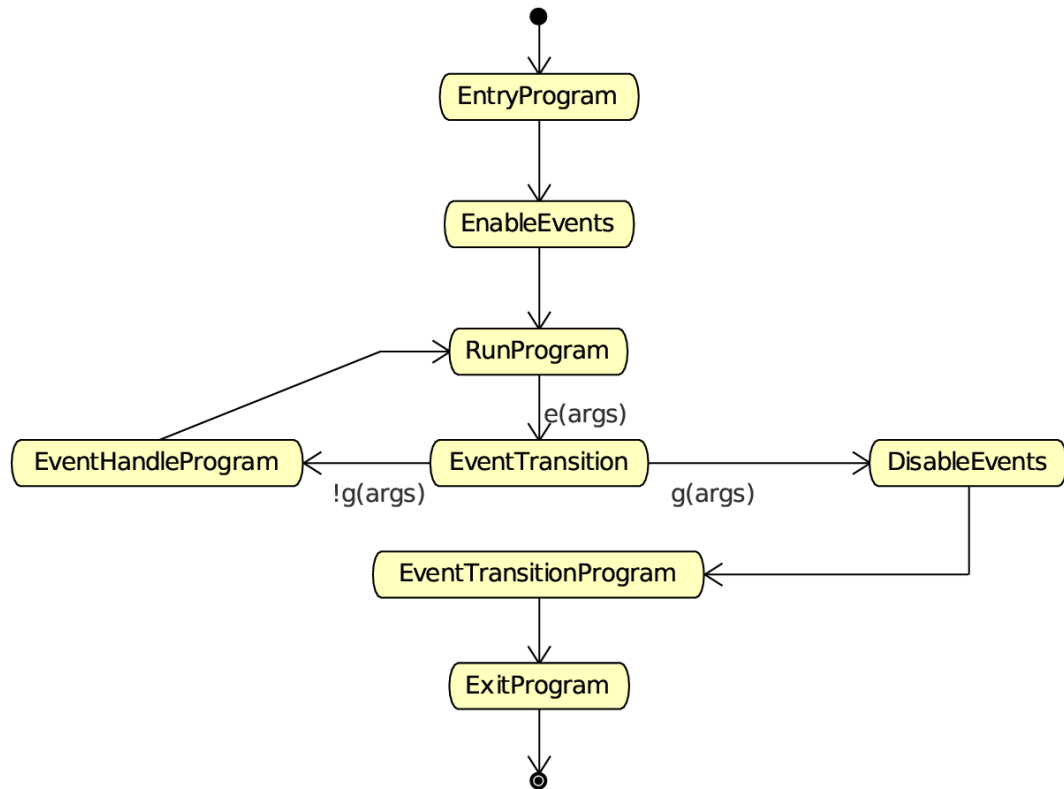 EntryProgram
EnableEvents
RunProgram
e(args)
EventHandleProgram
EventTransition
DisableEvents
!g(args)
g(args)
EventTransitionProgram
ExitProgram